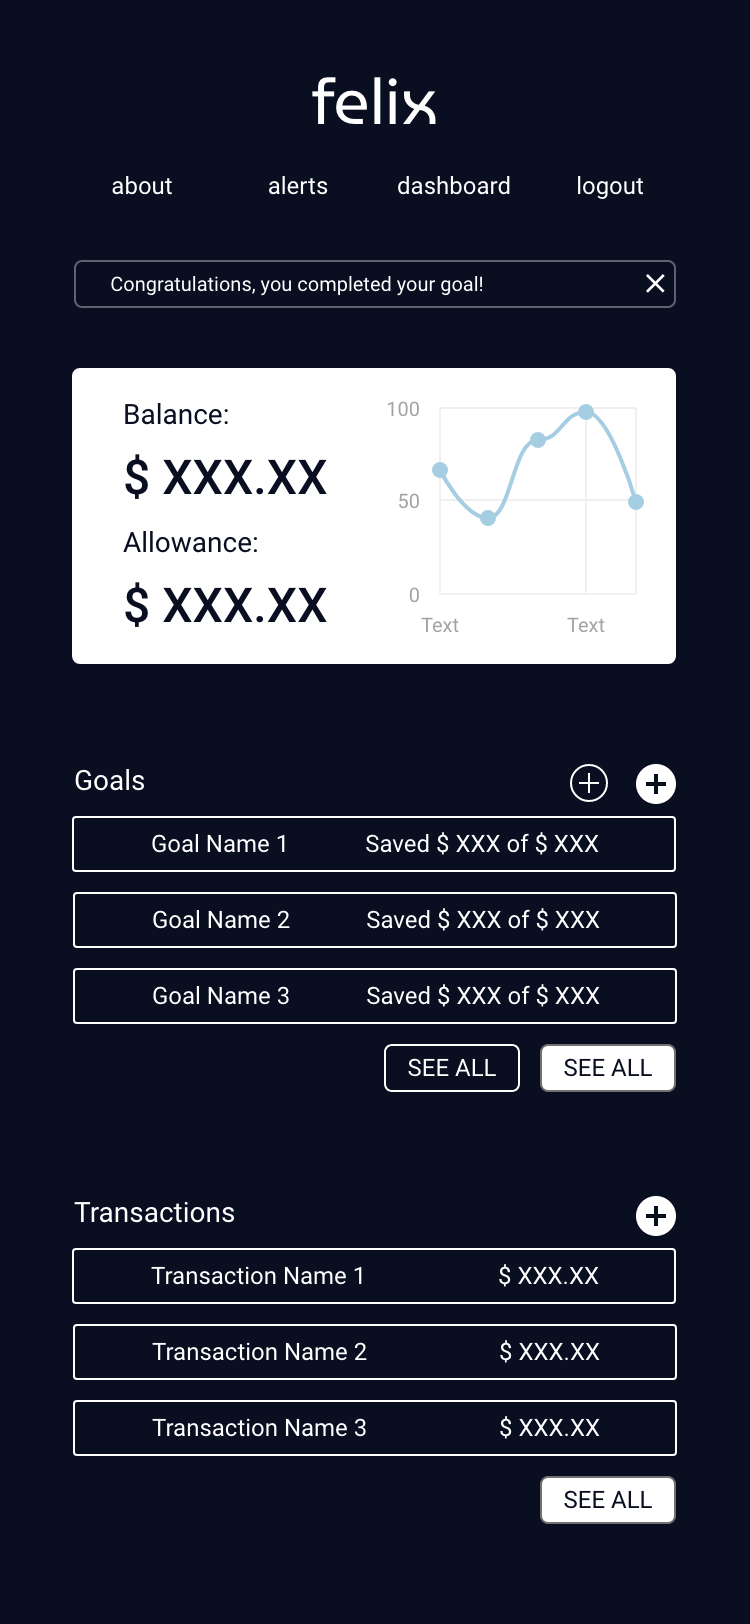 felix
about alerts dashboard logout
Congratulations, you completed your goal!
Balance:
$ XXX.XX
Allowance:
$ XXX.XX
100
50
0
Text Text
Goals
Goal Name 1 Saved $ XXX of $ XXX
Goal Name 2 Saved $ XXX of $ XXX
Goal Name 3 Saved $ XXX of $ XXX
SEE ALL SEE ALL
Transactions
Transaction Name 1 $ XXX.XX
Transaction Name 2 $ XXX.XX
Transaction Name 3 $ XXX.XX
SEE ALL